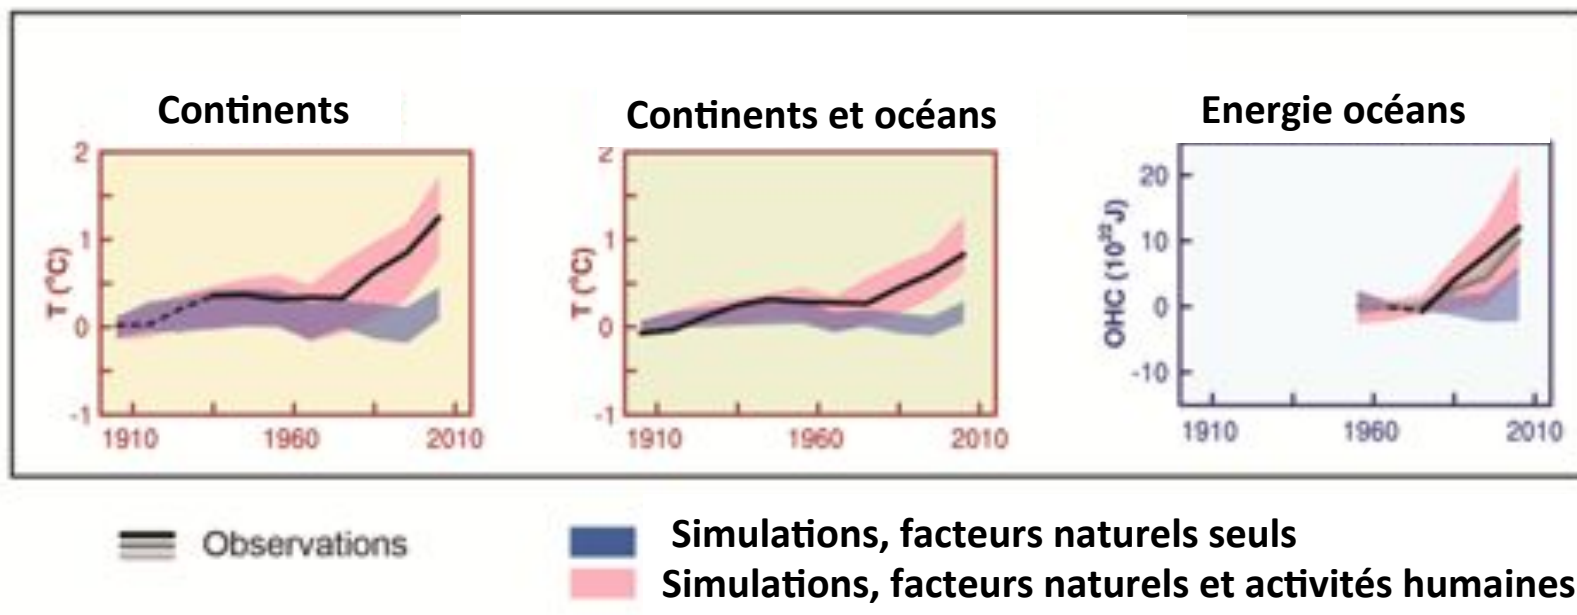 Continents
Continents et océans
Energie océans
2
1
0
-1
T (°C)
1910
1960
2010
2
1
0
-1
T (°C)
1910
1960
2010
20
10
0
-10
OHC (10²²J)
1910
1960
2010
Observations
Simulations, facteurs naturels seuls
Simulations, facteurs naturels et activités humaines